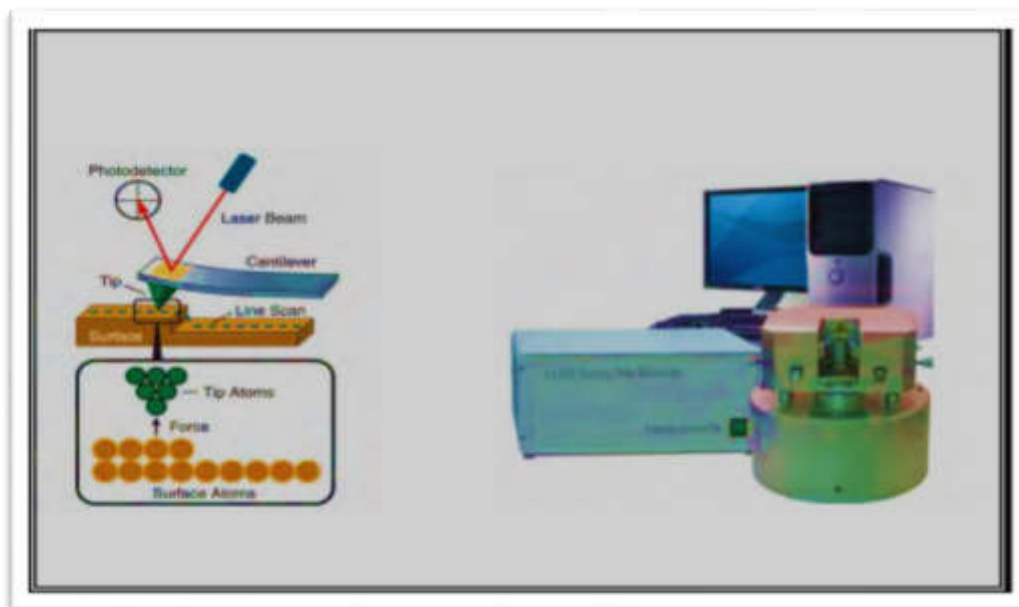 Photodetector
Laser Beam
Cantilever
Tip
Line Scan
Surface
Tip Atoms
Force
Surface Atoms